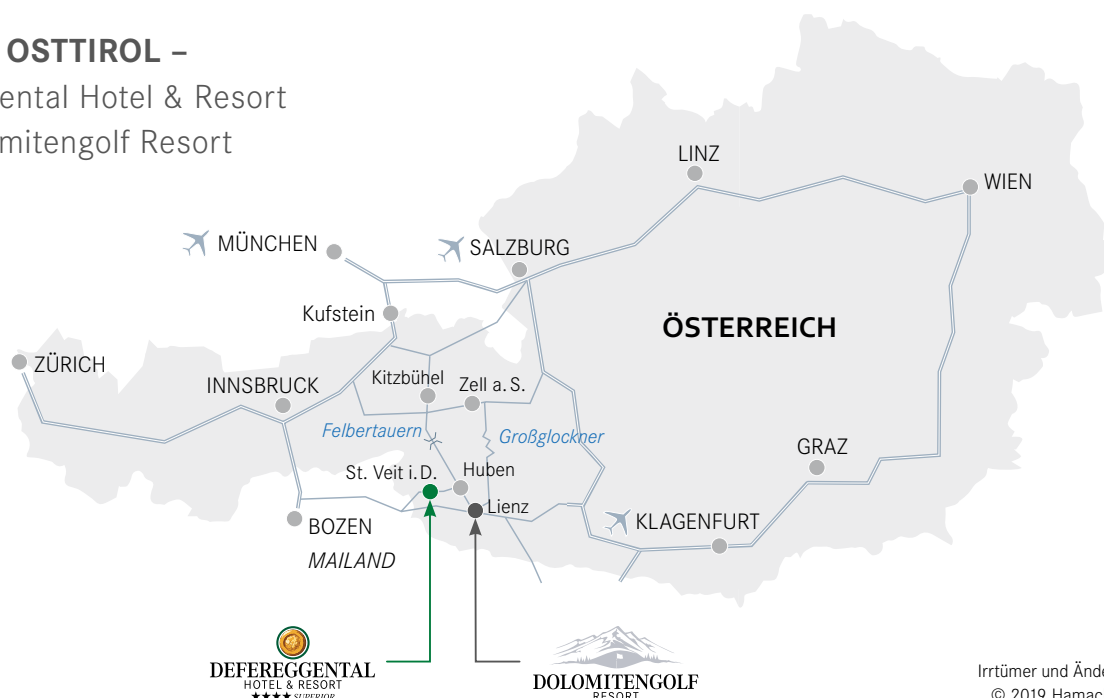 OSTTIROL –
ental Hotel & Resort
mitengolf Resort
LINZ
WIEN
MÜNCHEN
SALZBURG
Kufstein
ÖSTERREICH
ZÜRICH
INNSBRUCK
Kitzbühel
Zell a. S.
Felbertauern
Großglockner
GRAZ
St. Veit i. D.
Huben
Lienz
BOZEN
MAILAND
KLAGENFURT
DEFEREGGENTAL
HOTEL & RESORT
★★★★ SUPERIOR
DOLOMITENGOLF
RESORT
Irrtümer und Ände
© 2019 Hamac